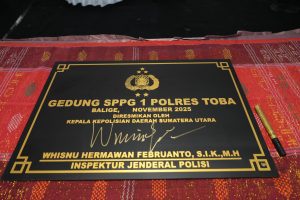 GEDUNG SPPG 1 POLRES TOBA
BALIGE, NOVEMBER 2025
DIRESMIKAN OLEH
KEPALA KEPOLISIAN DAERAH SUMATERA UTARA
WHISNU HERMAWAN FEBRUANTO, S.I.K.,M.H
INSPEKTUR JENDERAL POLISI